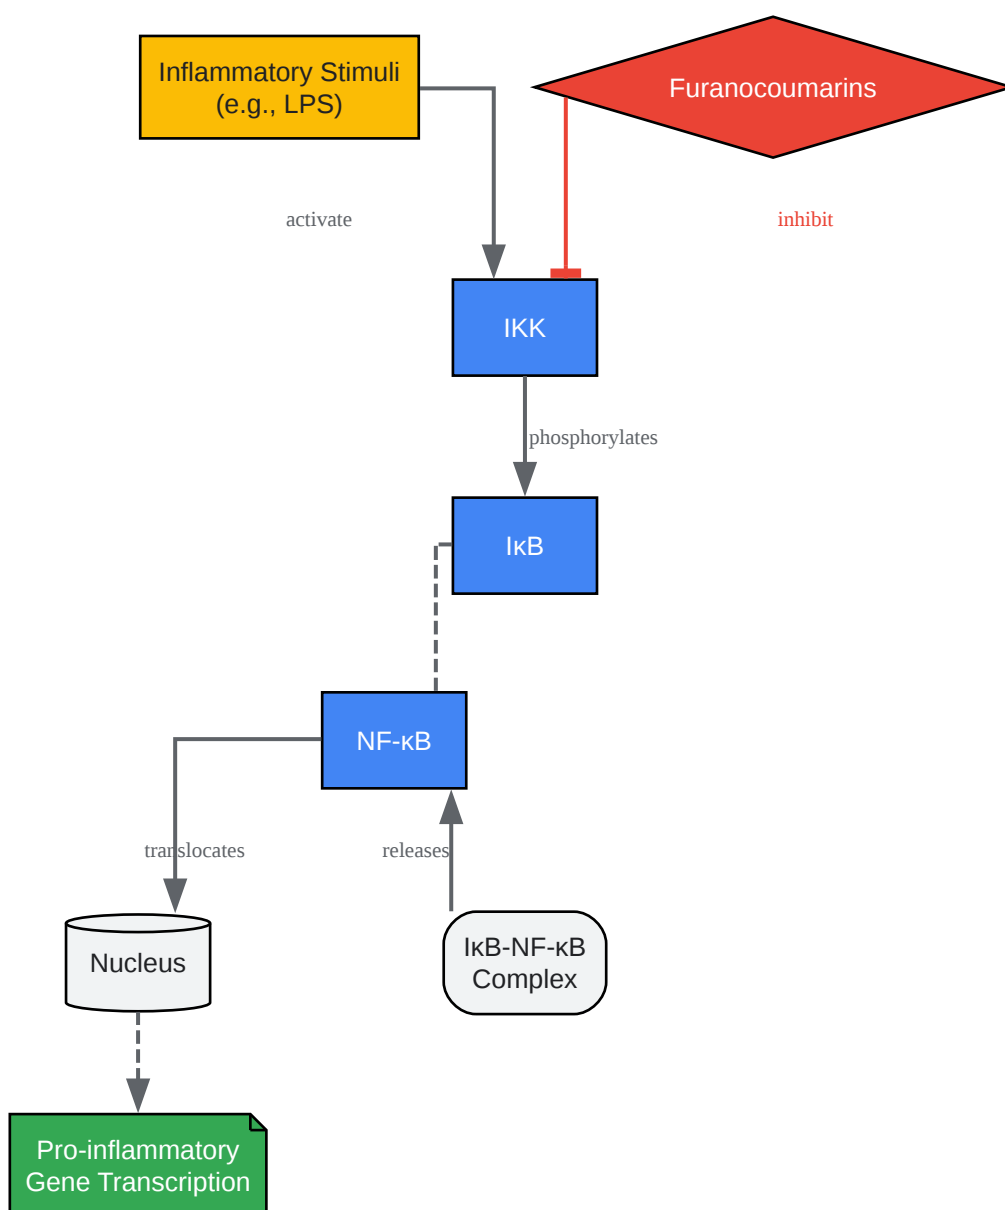 Inflammatory Stimuli
(e.g., LPS)
Furanocoumarins
activate
inhibit
IKK
phosphorylates
IκB
NF-κB
translocates
releases
Nucleus
IκB-NF-κB
Complex
Pro-inflammatory
Gene Transcription